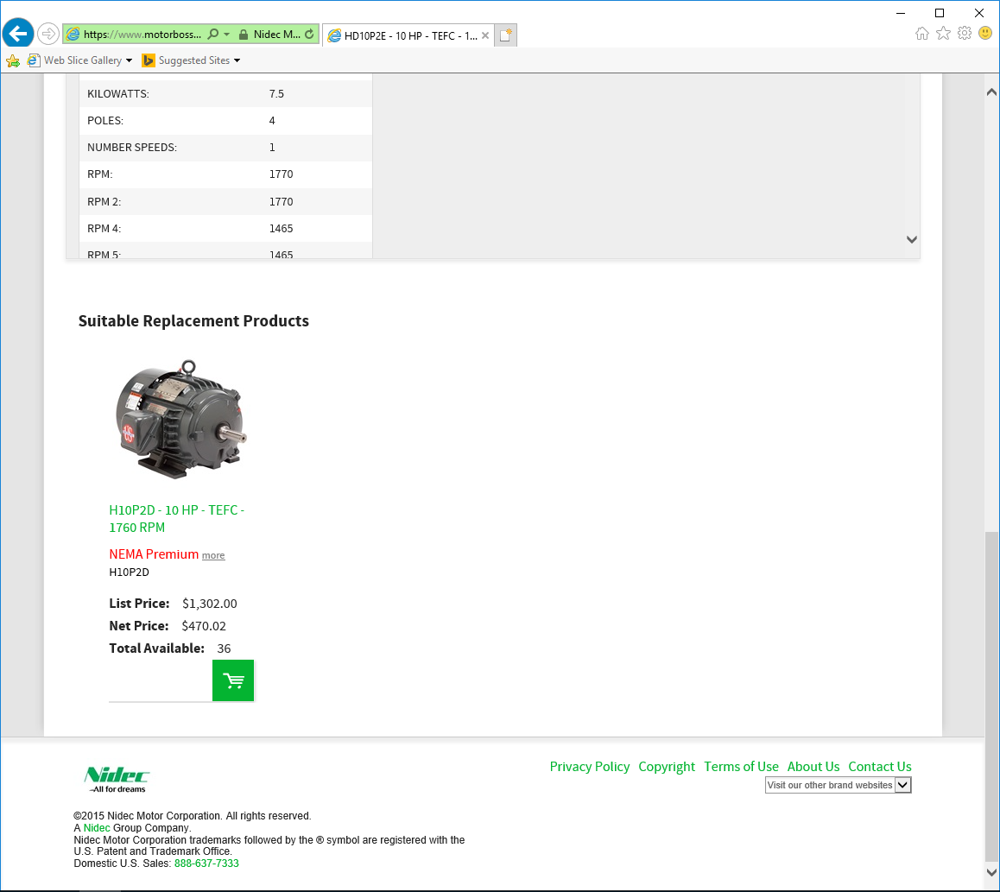 https://www.motorboss...
Nidec M...
HD10P2E - 10 HP - TEFC - 1...
Web Slice Gallery
Suggested Sites
KILOWATTS: 7.5
POLES: 4
NUMBER SPEEDS: 1
RPM: 1770
RPM 2: 1770
RPM 4: 1465
RPM 5: 1465
Suitable Replacement Products
H10P2D - 10 HP - TEFC -
1760 RPM
NEMA Premium more
H10P2D
List Price: $1,302.00
Net Price: $470.02
Total Available: 36
Nidec
-All for dreams
Privacy Policy Copyright Terms of Use About Us Contact Us
Visit our other brand websites
©2015 Nidec Motor Corporation. All rights reserved.
A Nidec Group Company.
Nidec Motor Corporation trademarks followed by the ® symbol are registered with the
U.S. Patent and Trademark Office.
Domestic U.S. Sales: 888-637-7333